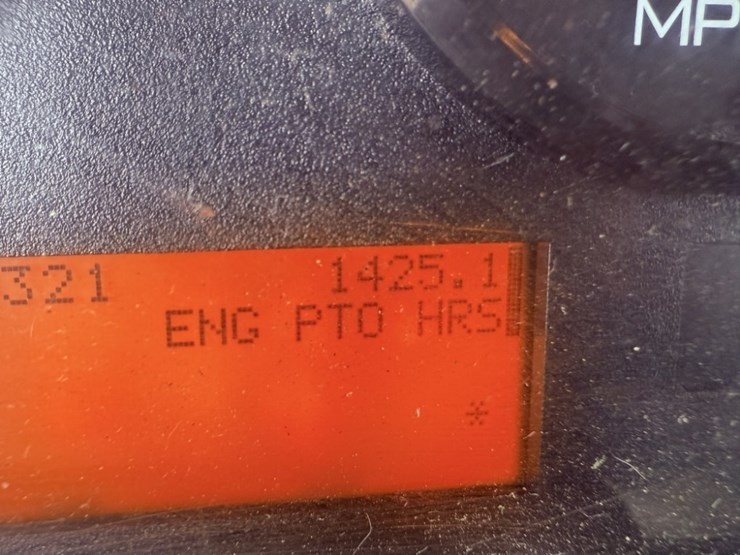 MP
321 1425.1
ENG PTO HRS
*